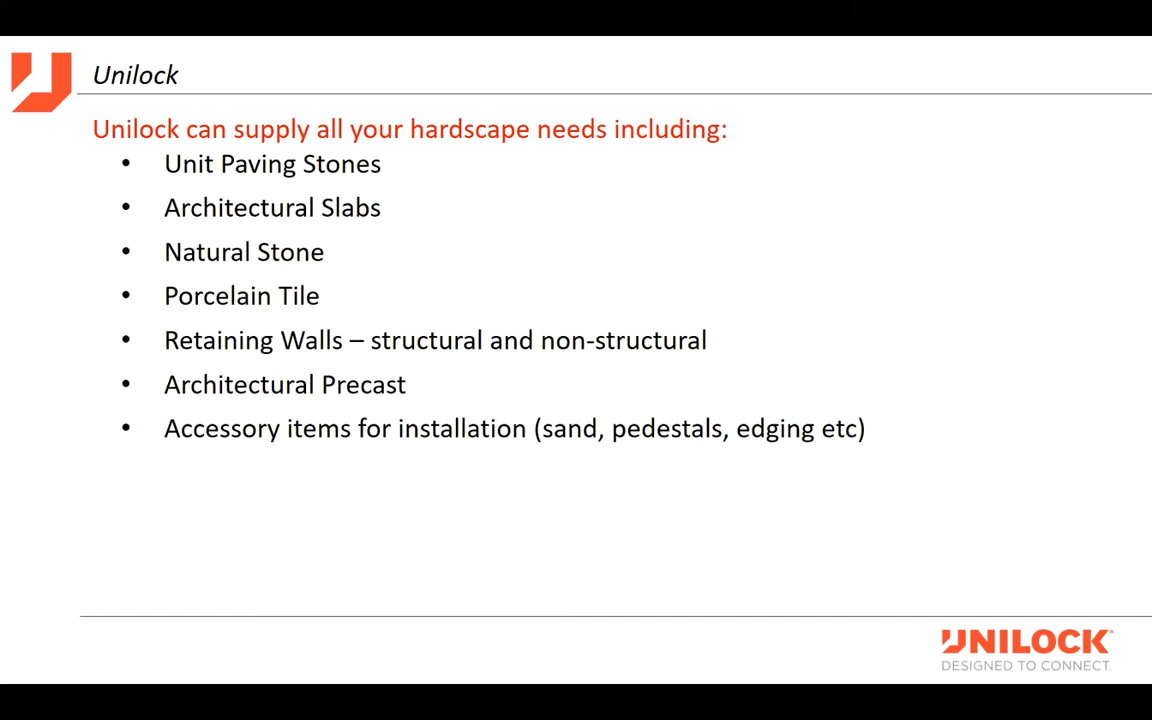 Unilock
Unilock can supply all your hardscape needs including:
• Unit Paving Stones
• Architectural Slabs
• Natural Stone
• Porcelain Tile
• Retaining Walls – structural and non-structural
• Architectural Precast
• Accessory items for installation (sand, pedestals, edging etc)
UNILOCK®
DESIGNED TO CONNECT.